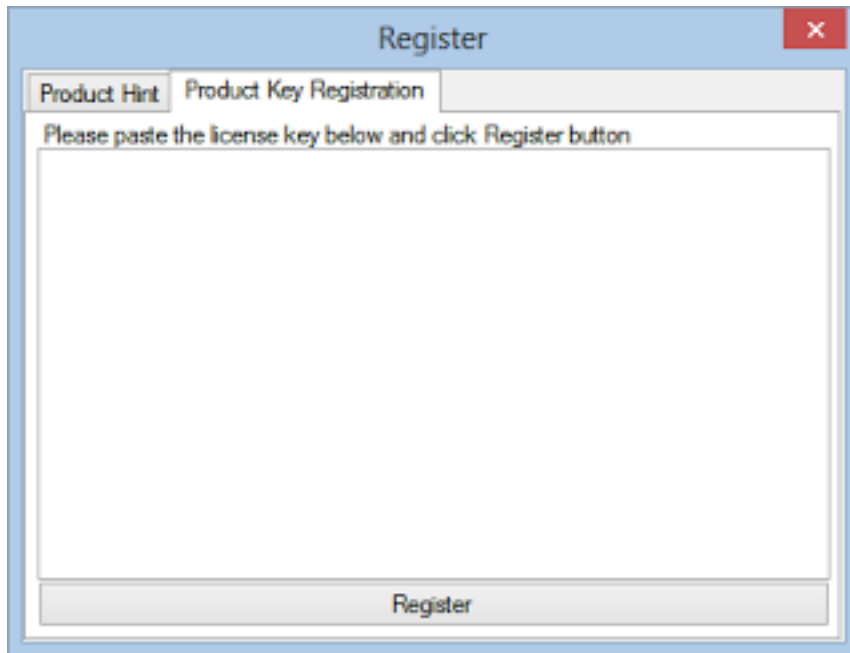 Register
Product Hint Product Key Registration
Please paste the license key below and click Register button
Register